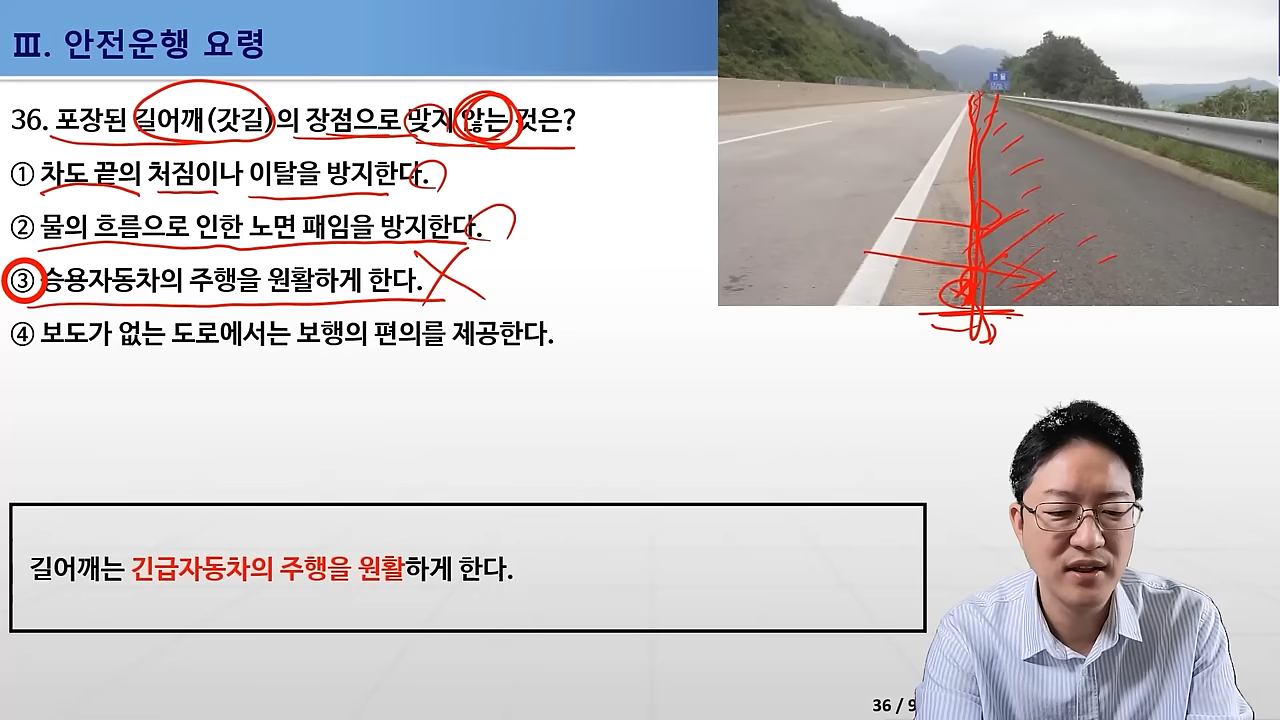 Ⅲ. 안전운행 요령
36. 포장된 길어깨(갓길)의 장점으로 맞지 않는 것은?
① 차도 끝의 처짐이나 이탈을 방지한다.
② 물의 흐름으로 인한 노면 패임을 방지한다.
③ 승용자동차의 주행을 원활하게 한다.
④ 보도가 없는 도로에서는 보행의 편의를 제공한다.
길어깨는 긴급자동차의 주행을 원활하게 한다.
36 / 9